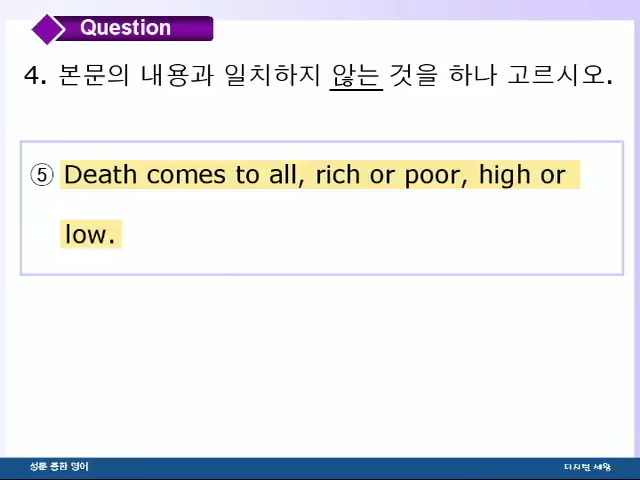 Question
4. 본문의 내용과 일치하지 않는 것을 하나 고르시오.
⑤ Death comes to all, rich or poor, high or
low.
성문 종합 영어
디지털 세왕